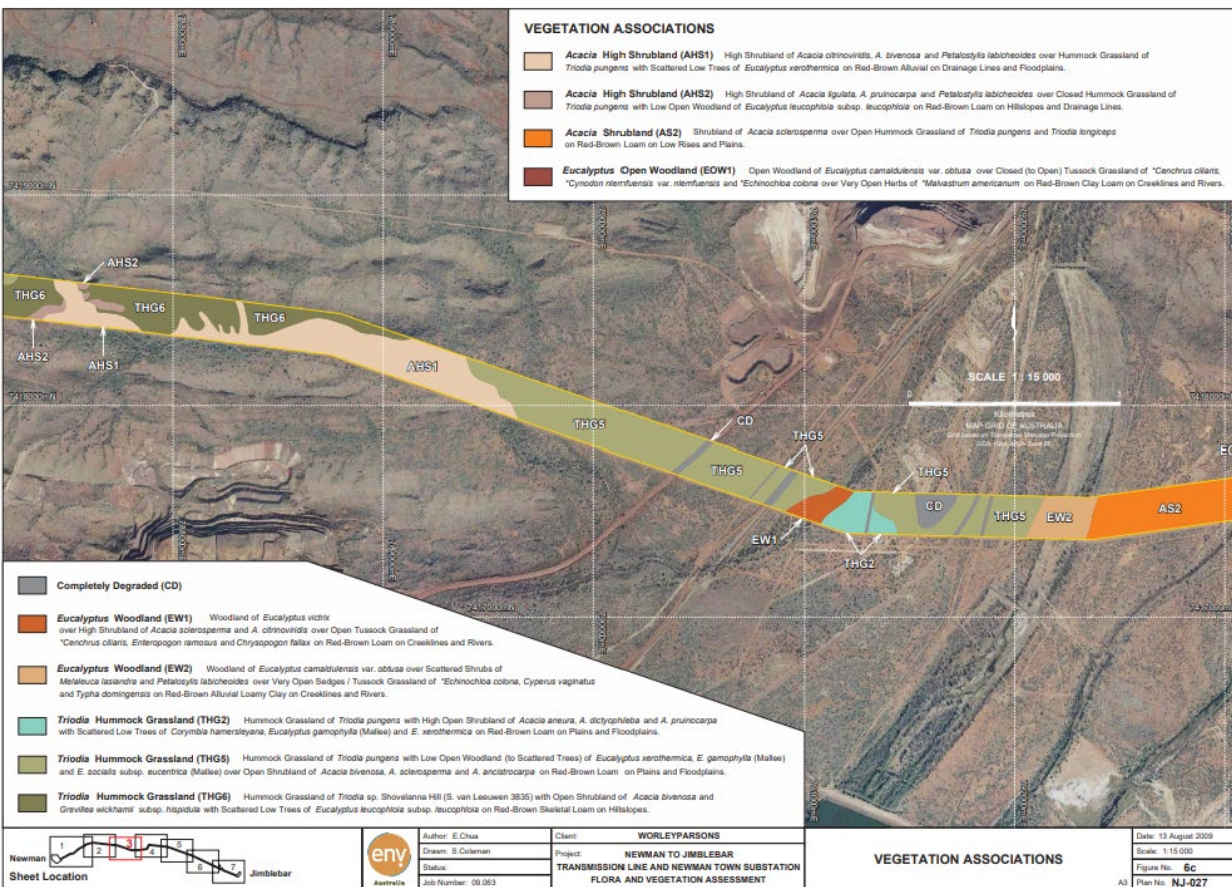 VEGETATION ASSOCIATIONS
Acacia High Shrubland (AHS1) High Shrubland of Acacia citrinoviridis, A. bivenosa and Petalostylis labicheoides over Hummock Grassland of
Triodia pungens with Scattered Low Trees of Eucalyptus xerothermica on Red-Brown Alluvial on Drainage Lines and Floodplains.
Acacia High Shrubland (AHS2) High Shrubland of Acacia ligulata, A. pruinocarpa and Petalostylis labicheoides over Closed Hummock Grassland of
Triodia pungens with Low Open Woodland of Eucalyptus leucophloia subsp. leucophloia on Red-Brown Loam on Hillslopes and Drainage Lines.
Acacia Shrubland (AS2) Shrubland of Acacia sclerosperma over Open Hummock Grassland of Triodia pungens and Triodia longiceps
on Red-Brown Loam on Low Rises and Plains.
Eucalyptus Open Woodland (EOW1) Open Woodland of Eucalyptus camaldulensis var. obtusa over Closed (to Open) Tussock Grassland of *Cenchrus ciliaris,
*Cynodon nlemfuensis var. nlemfuensis and *Echinochloa colona over Very Open Herbs of *Malvastrum americanum on Red-Brown Clay Loam on Creeklines and Rivers.
7419000mN
AHS2
THG6
THG6
THG6
AHS2
AHS1
AHS1
SCALE 1 : 15 000
0
1
Kilometres
MAP GRID OF AUSTRALIA
7418000mN
7418000mN
CD
THG5
THG5
THG5
THG5
CD
THG5
EW2
AS2
EW1
THG2
7417000mN
7417000mN
Completely Degraded (CD)
Eucalyptus Woodland (EW1) Woodland of Eucalyptus victrix
over High Shrubland of Acacia sclerosperma and A. citrinoviridis over Open Tussock Grassland of
*Cenchrus ciliaris, Enteropogon ramosus and Chrysopogon fallax on Red-Brown Loam on Creeklines and Rivers.
Eucalyptus Woodland (EW2) Woodland of Eucalyptus camaldulensis var. obtusa over Scattered Shrubs of
Melaleuca lasiandra and Petalosylis labicheoides over Very Open Sedges / Tussock Grassland of *Echinochloa colona, Cyperus vaginatus
and Typha domingensis on Red-Brown Alluvial Loamy Clay on Creeklines and Rivers.
Triodia Hummock Grassland (THG2) Hummock Grassland of Triodia pungens with High Open Shrubland of Acacia aneura, A. dictyophleba and A. pruinocarpa
with Scattered Low Trees of Corymbia hamersleyana, Eucalyptus gamophylla (Mallee) and E. xerothermica on Red-Brown Loam on Plains and Floodplains.
Triodia Hummock Grassland (THG5) Hummock Grassland of Triodia pungens with Low Open Woodland (to Scattered Trees) of Eucalyptus xerothermica, E. gamophylla (Mallee)
and E. socialis subsp. eucentrica (Mallee) over Open Shrubland of Acacia bivenosa, A. sclerosperma and A. ancistrocarpa on Red-Brown Loam on Plains and Floodplains.
Triodia Hummock Grassland (THG6) Hummock Grassland of Triodia sp. Shovelanna Hill (S. van Leeuwen 3835) with Open Shrubland of Acacia bivenosa and
Grevillea wickhamii subsp. hispidula with Scattered Low Trees of Eucalyptus leucophloia subsp. leucophloia on Red-Brown Skeletal Loam on Hillslopes.
1 2 3 4 5 6 7
Newman
Jimblebar
Sheet Location
env
Australia
Author: E.Chua
Drawn: S.Coleman
Status:
Job Number: 09.063
Client: WORLEYPARSONS
Project: NEWMAN TO JIMBLEBAR
TRANSMISSION LINE AND NEWMAN TOWN SUBSTATION
FLORA AND VEGETATION ASSESSMENT
VEGETATION ASSOCIATIONS
A3
Date: 13 August 2009
Scale: 1:15 000
Figure No. 6c
Plan No. NJ-027